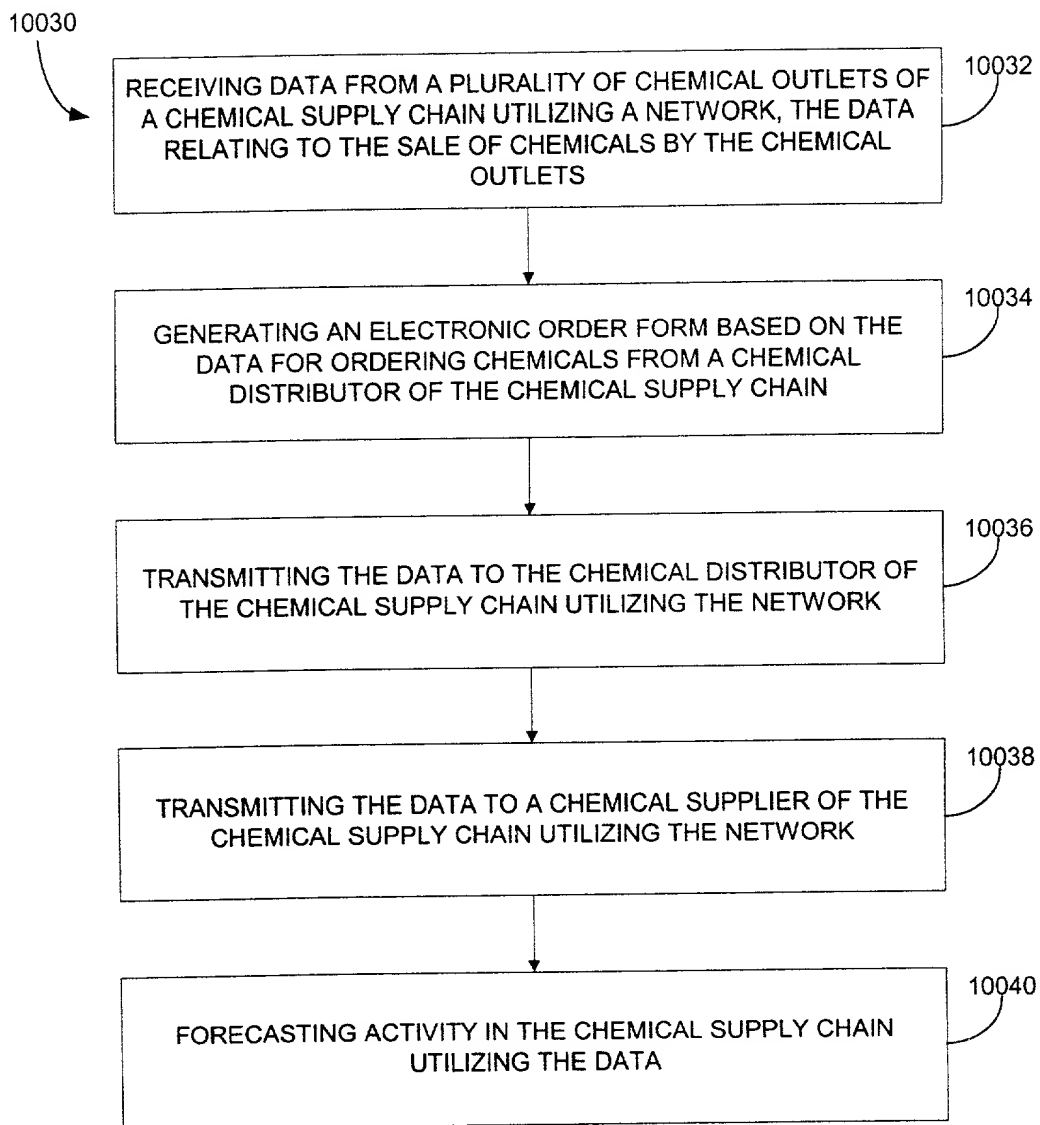 10030
10032
RECEIVING DATA FROM A PLURALITY OF CHEMICAL OUTLETS OF
A CHEMICAL SUPPLY CHAIN UTILIZING A NETWORK, THE DATA
RELATING TO THE SALE OF CHEMICALS BY THE CHEMICAL
OUTLETS
10034
GENERATING AN ELECTRONIC ORDER FORM BASED ON THE
DATA FOR ORDERING CHEMICALS FROM A CHEMICAL
DISTRIBUTOR OF THE CHEMICAL SUPPLY CHAIN
10036
TRANSMITTING THE DATA TO THE CHEMICAL DISTRIBUTOR OF
THE CHEMICAL SUPPLY CHAIN UTILIZING THE NETWORK
10038
TRANSMITTING THE DATA TO A CHEMICAL SUPPLIER OF THE
CHEMICAL SUPPLY CHAIN UTILIZING THE NETWORK
10040
FORECASTING ACTIVITY IN THE CHEMICAL SUPPLY CHAIN
UTILIZING THE DATA